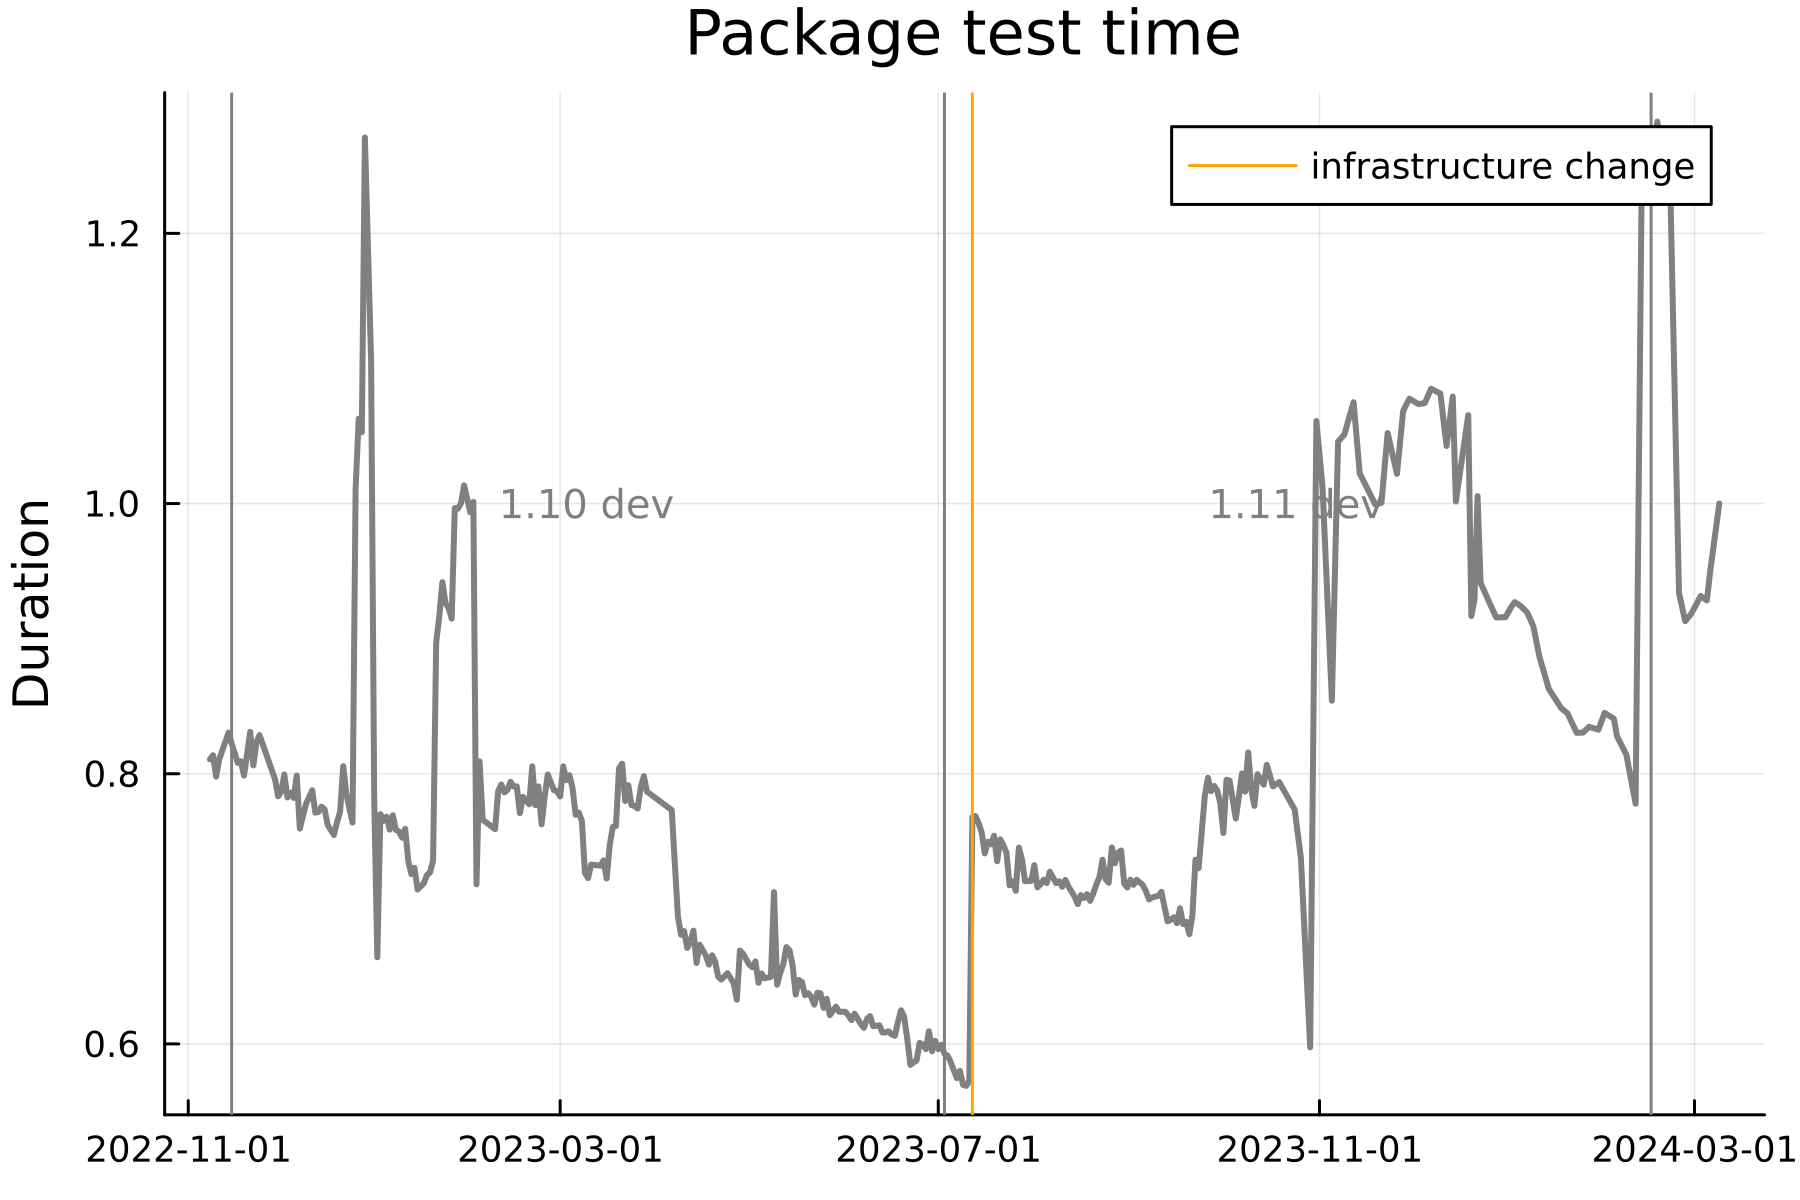 Package test time
infrastructure change
Duration
1.2
1.0
0.8
0.6
1.10 dev
1.11 dev
2022-11-01
2023-03-01
2023-07-01
2023-11-01
2024-03-01